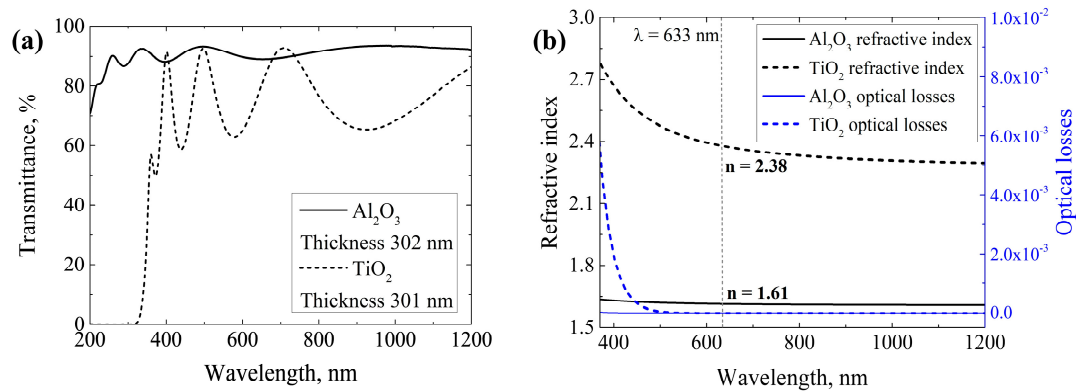 (a)
100
80
60
40
20
0
Transmittance, %
Al₂O₃
Thickness 302 nm
TiO₂
Thickness 301 nm
200 400 600 800 1000 1200
Wavelength, nm
(b)
3.0
2.7
2.4
2.1
1.8
1.5
Refractive index
λ = 633 nm
Al₂O₃ refractive index
TiO₂ refractive index
Al₂O₃ optical losses
TiO₂ optical losses
n = 2.38
n = 1.61
1.0x10⁻²
8.0x10⁻³
6.0x10⁻³
4.0x10⁻³
2.0x10⁻³
0.0
Optical losses
400 600 800 1000 1200
Wavelength, nm